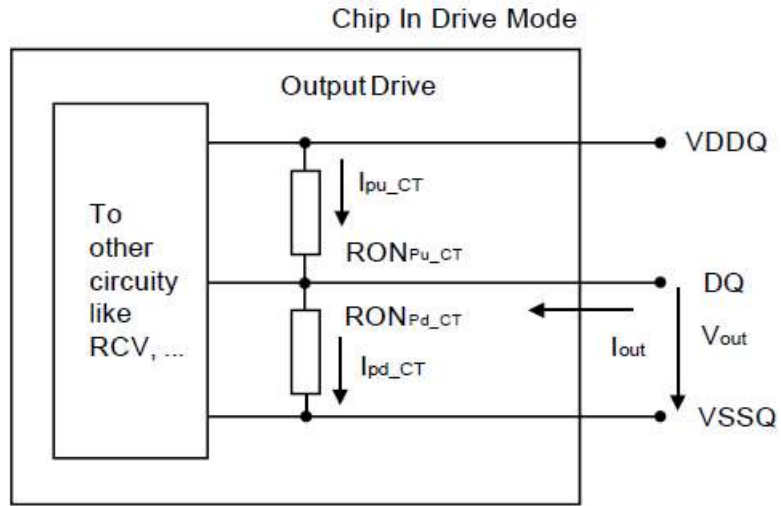 Chip In Drive Mode
Output Drive
VDDQ
Ipu_CT
To
other
circuity
like
RCV, ...
RONPu_CT
DQ
RONPd_CT
Iout
Vout
Ipd_CT
VSSQ